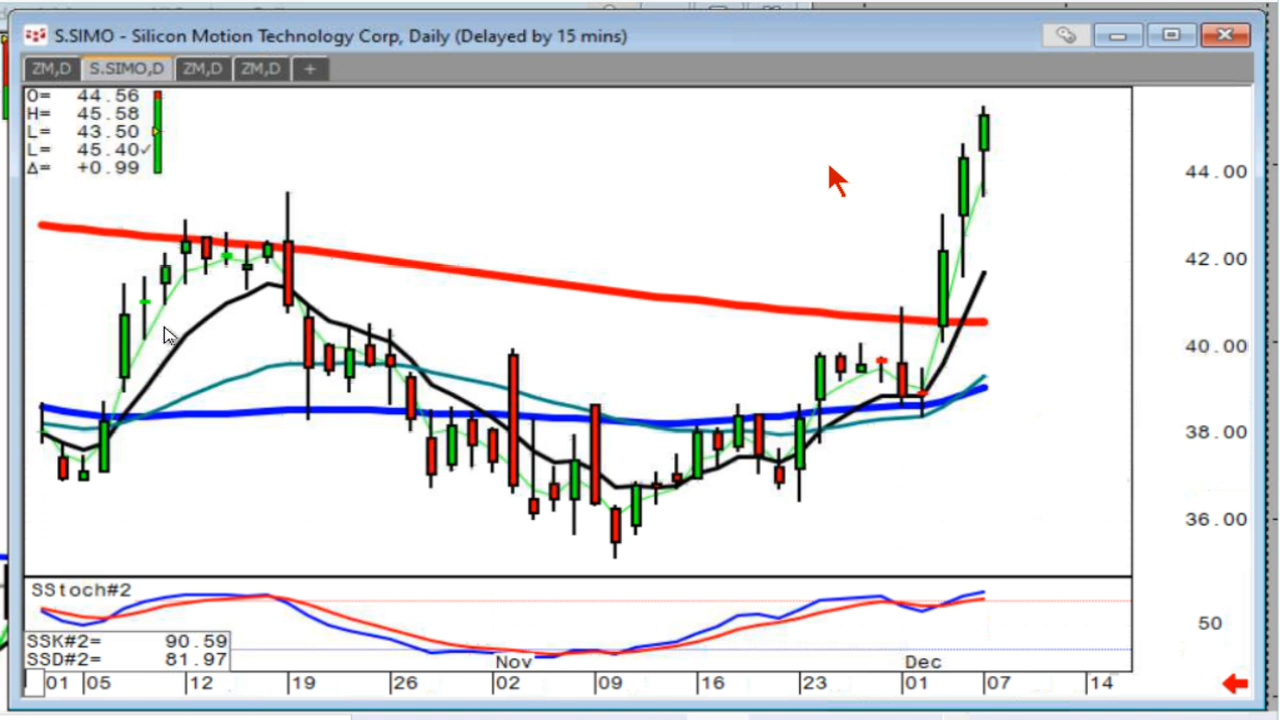 S.SIMO - Silicon Motion Technology Corp, Daily (Delayed by 15 mins)
ZM,D S.SIMO,D ZM,D ZM,D +
O= 44.56
H= 45.58
L= 43.50
L= 45.40✓
Δ= +0.99
44.00
42.00
40.00
38.00
36.00
SStoch#2
50
SSK#2= 90.59
SSD#2= 81.97
Nov Dec
01 05 12 19 26 02 09 16 23 01 07 14